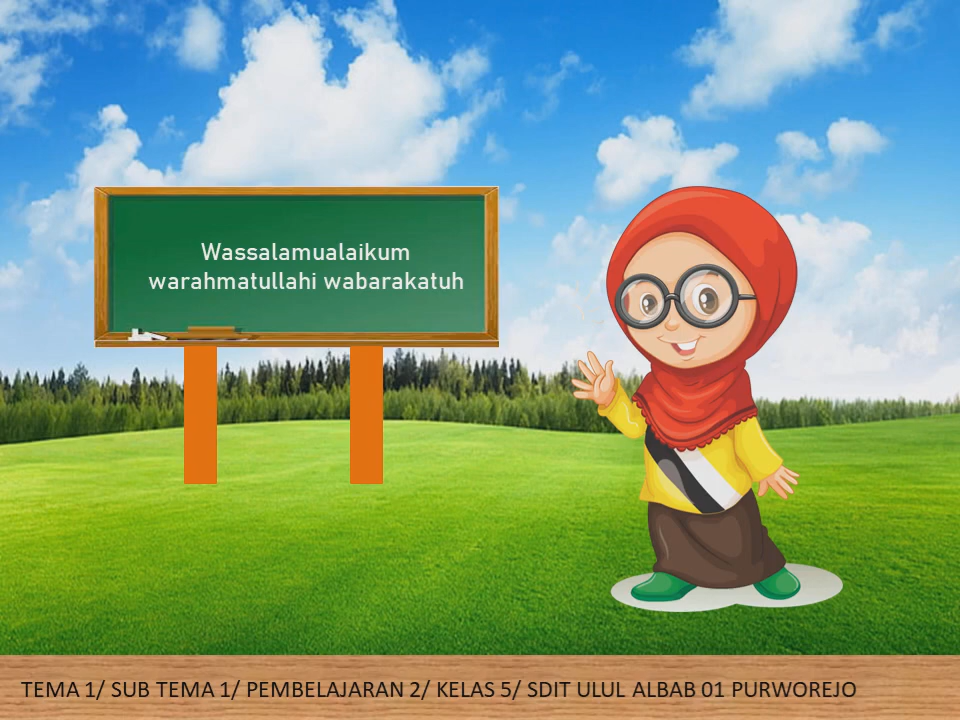 Wassalamualaikum
warahmatullahi wabarakatuh
TEMA 1/ SUB TEMA 1/ PEMBELAJARAN 2/ KELAS 5/ SDIT ULUL ALBAB 01 PURWOREJO